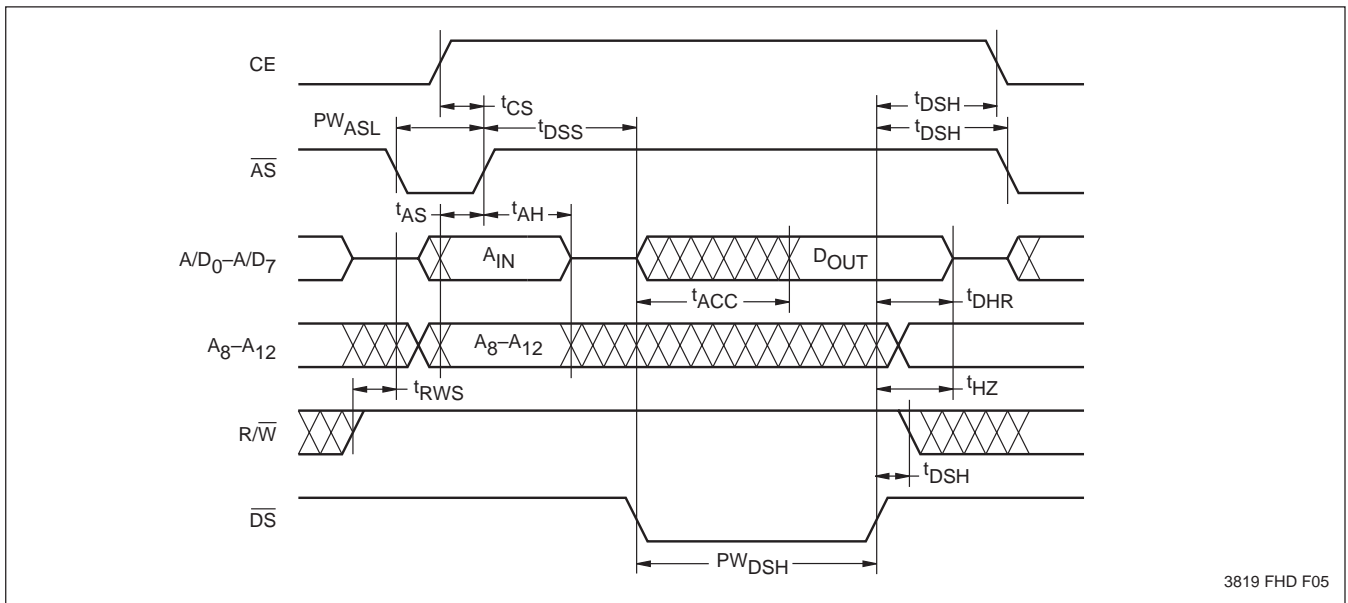 CE
tCS
tDSH
PWASL
tDSS
tDSH
AS
tAS
tAH
A/D0–A/D7
AIN
DOUT
tACC
tDHR
A8–A12
A8–A12
tRWS
tHZ
R/W
tDSH
DS
PWDSH
3819 FHD F05